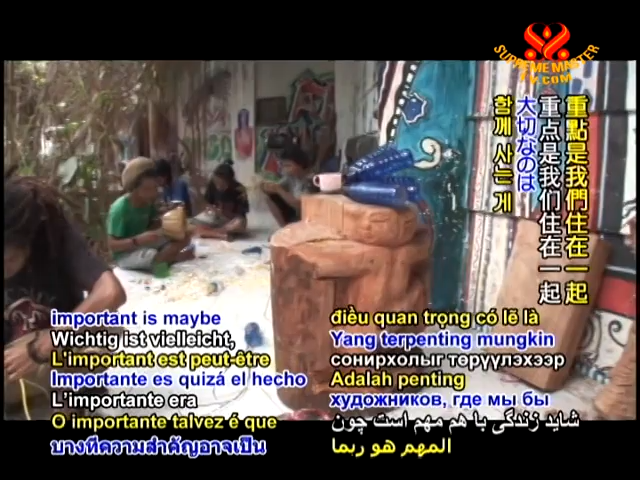 SUPREME MASTER
TV.COM
重點是我們住在一起
重点是我们住在一起
大切なのは
함께 사는 게
important is maybe
Wichtig ist vielleicht,
L'important est peut-être
Importante es quizá el hecho
L'importante era
O importante talvez é que
บางทีความสำคัญอาจเป็น
điều quan trọng có lẽ là
Yang terpenting mungkin
сонирхолыг төрүүлэхээр
Adalah penting
художников, где мы бы
شاید زندگی با هم مهم است چون
المهم هو ربما